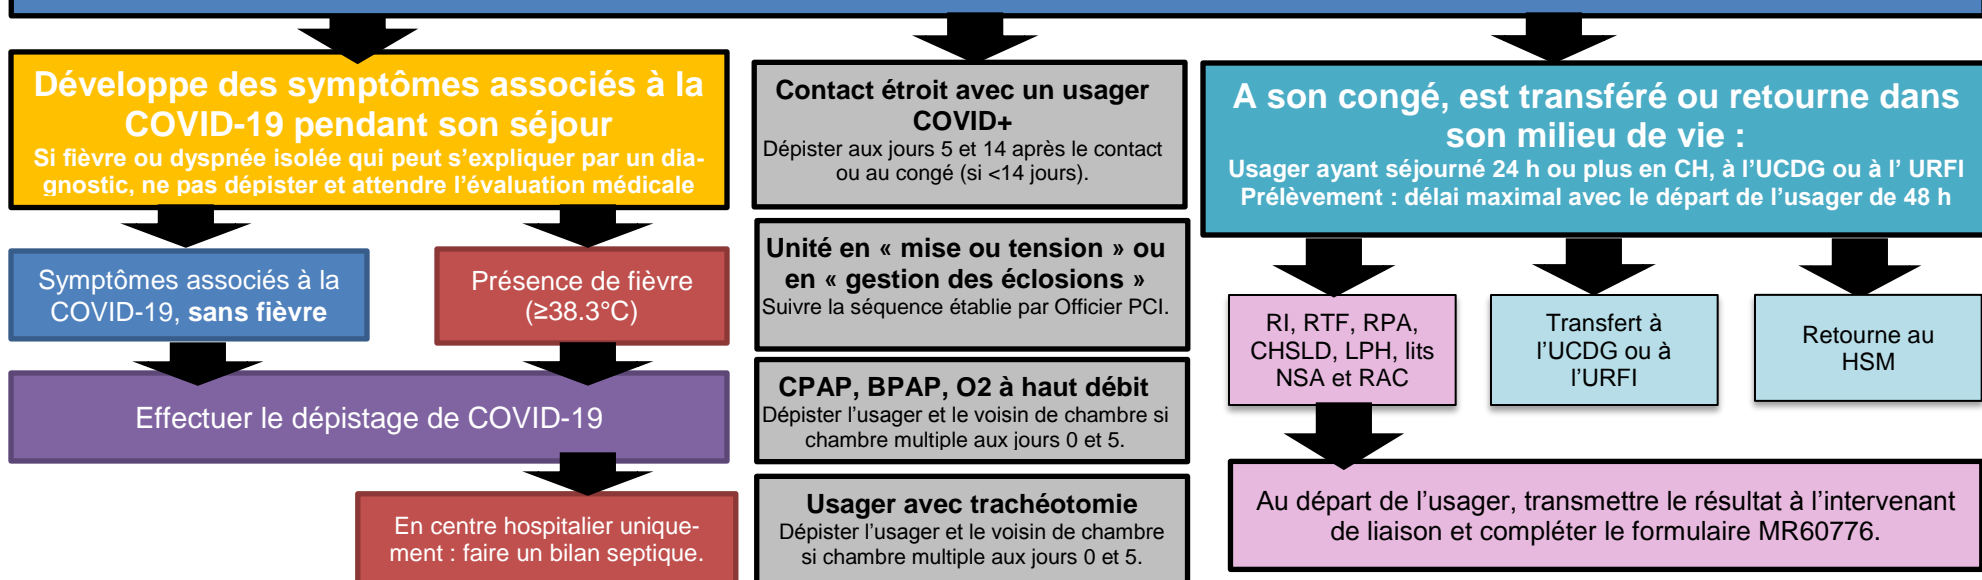 Développe des symptômes associés à la
COVID-19 pendant son séjour
Si fièvre ou dyspnée isolée qui peut s’expliquer par un dia-
gnostic, ne pas dépister et attendre l’évaluation médicale
Symptômes associés à la
COVID-19, sans fièvre
Présence de fièvre
(≥38.3°C)
Effectuer le dépistage de COVID-19
En centre hospitalier unique-
ment : faire un bilan septique.
Contact étroit avec un usager
COVID+
Dépister aux jours 5 et 14 après le contact
ou au congé (si <14 jours).
Unité en « mise ou tension » ou
en « gestion des éclosions »
Suivre la séquence établie par Officier PCI.
CPAP, BPAP, O2 à haut débit
Dépister l’usager et le voisin de chambre si
chambre multiple aux jours 0 et 5.
Usager avec trachéotomie
Dépister l’usager et le voisin de chambre
si chambre multiple aux jours 0 et 5.
A son congé, est transféré ou retourne dans
son milieu de vie :
Usager ayant séjourné 24 h ou plus en CH, à l’UCDG ou à l’ URFI
Prélèvement : délai maximal avec le départ de l’usager de 48 h
RI, RTF, RPA,
CHSLD, LPH, lits
NSA et RAC
Transfert à
l’UCDG ou à
l’URFI
Retourne au
HSM
Au départ de l’usager, transmettre le résultat à l’intervenant
de liaison et compléter le formulaire MR60776.